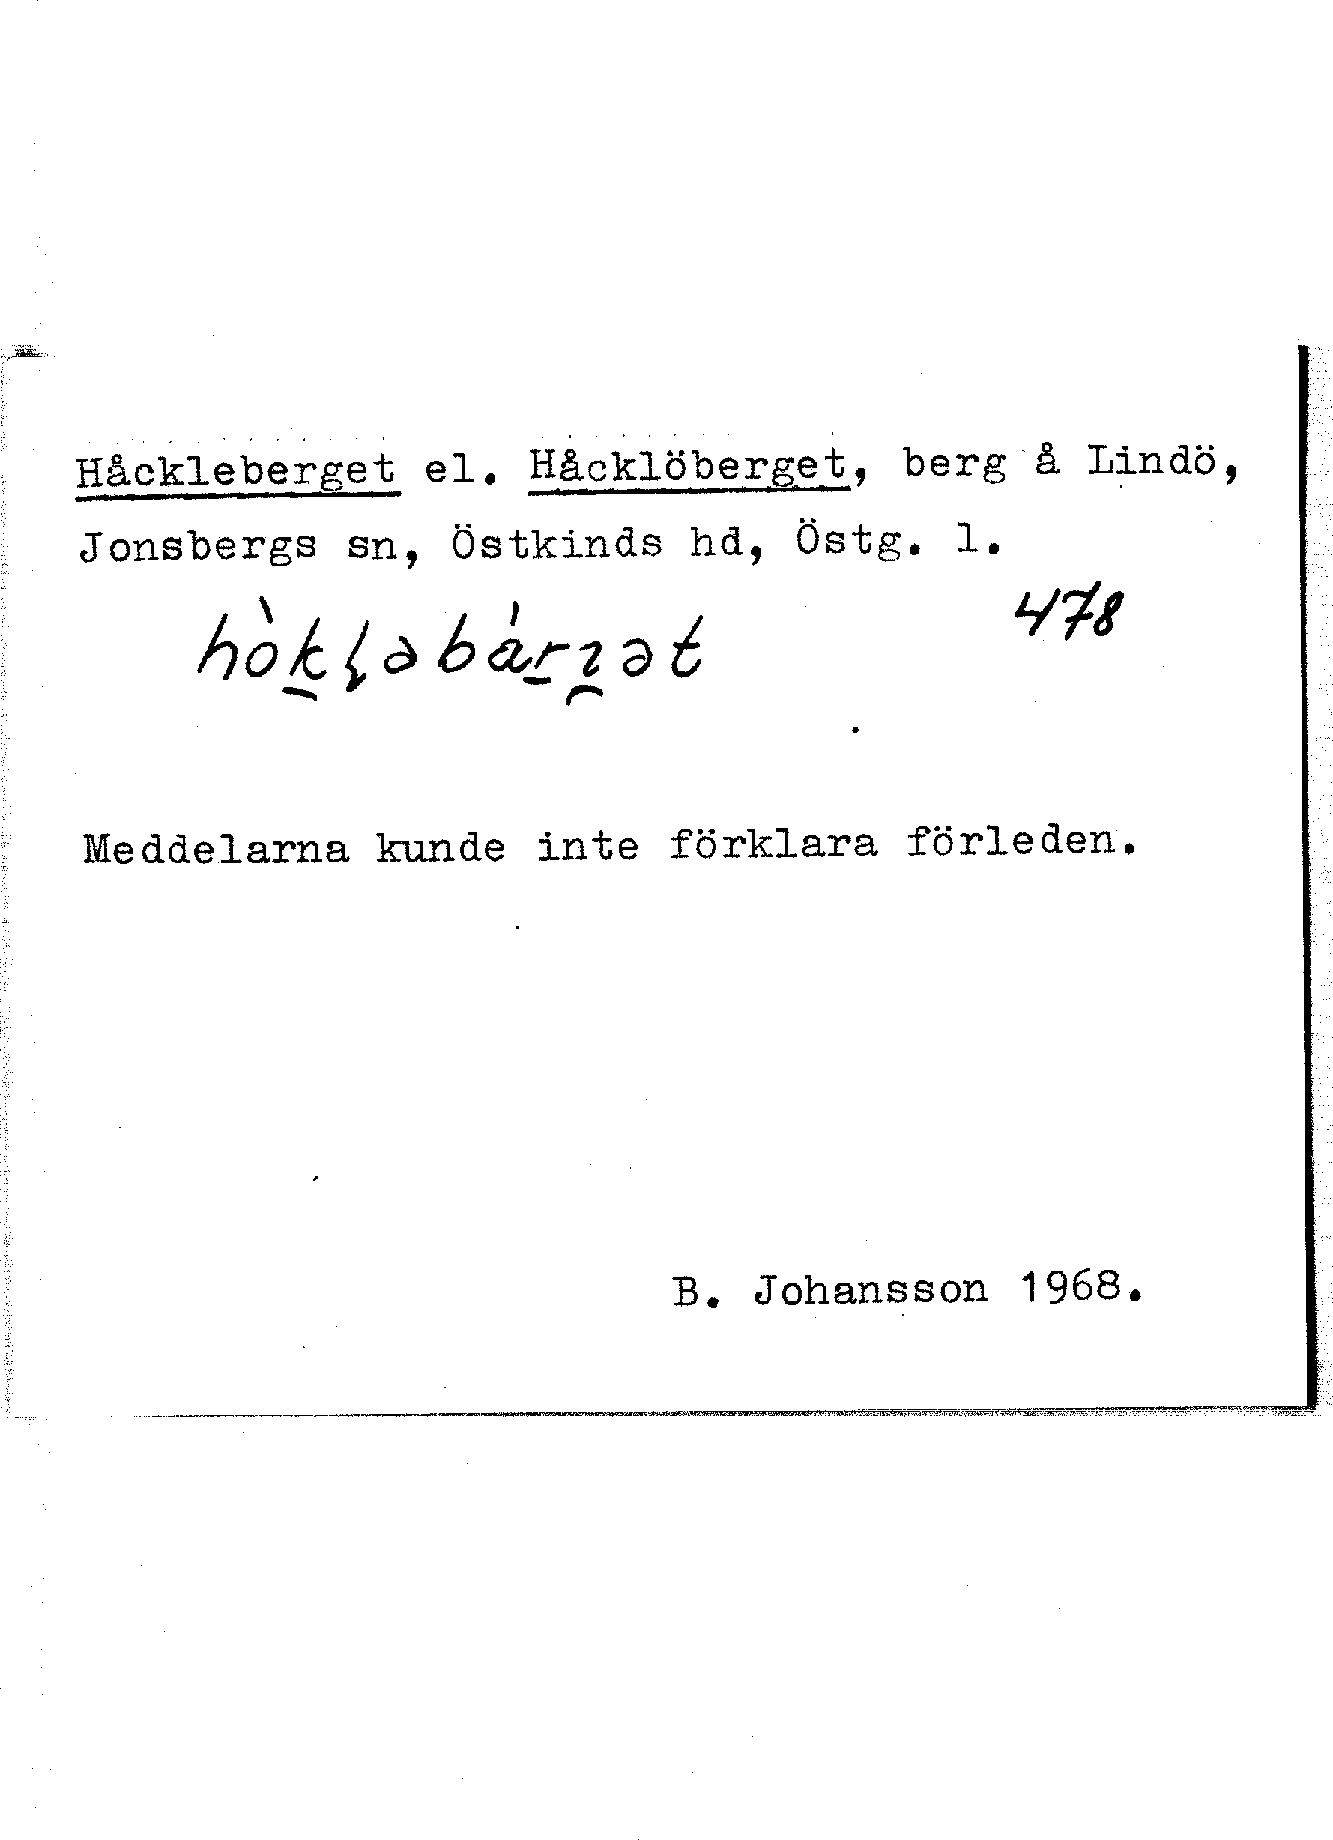 Håckleberget el. Håcklöberget, berg å Lindö,
Jonsbergs sn, Östkinds hd, Östg. l.
478
Meddelarna kunde inte förklara förleden.
B. Johansson 1968.